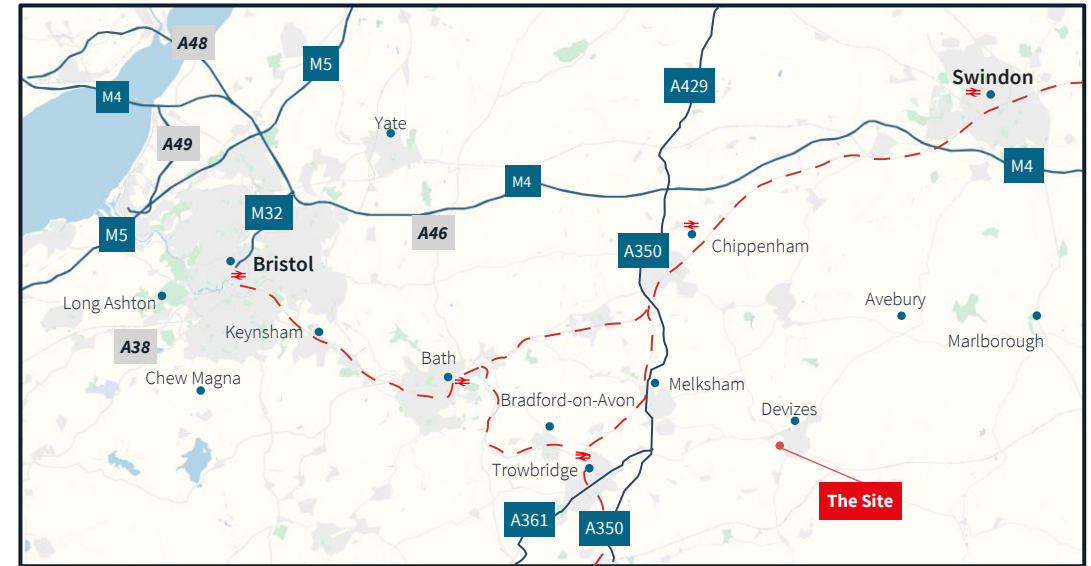 A48
M5
M4
A429
Swindon
Yate
A49
M4
M4
M32
A46
M5
A350
Chippenham
Bristol
Long Ashton
Avebury
Keynsham
Marlborough
A38
Bath
Chew Magna
Melksham
Bradford-on-Avon
Devizes
Trowbridge
The Site
A361
A350